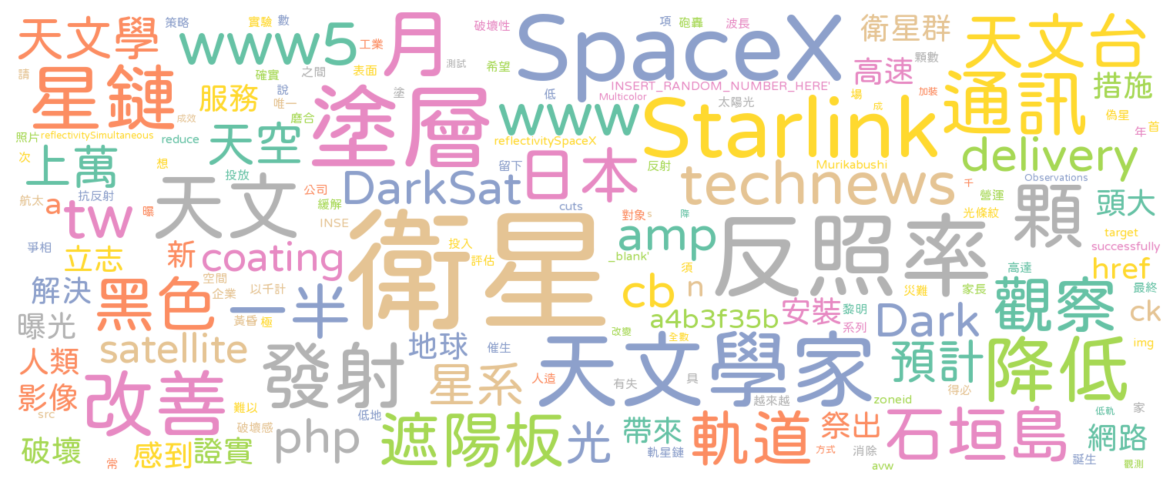 天文學 策略 www5 月 實驗 數 破壞性 SpaceX 項 砲轟 波長 衛星群 天文台
工業 顆數
請 星鏈 確實 之間 表面 測試 希望 低 INSERT_RANDOM_NUMBER_HERE' 高速 加裝 通訊 措施
服務 說 唯一 塗層 塗 www Multicolor 太陽光 場 成 偽星
成效 磨合 Starlink 年 首
照片 reflectivitySimultaneous reduce 天空 reflectivitySpaceX delivery
次 上萬 想 投放 留下 日本 反射 Murikabushi
航太 a 抗反射 天文 公司 DarkSat technews 千 營運 Observations
tw 曝 緩解 cuts 對象 s 降 光條紋 顆 頭大
INSE 衛星 amp 反照率 target
爭相 立志 新 coating 投入 _blank' successfully
評估 須 高達 href
解決 空間 企業 以千計 cb n 災難 家長 最終
黑色 一半 a4b3f35b 安裝 黎明 觀察 ck
曝光 黃昏 極 改變 系列 Dark
人類 satellite 發射 地球 催生 全數 img
天文學家 預計 降低
影像 改善 星系 人造 有失 具 越來越 zoneid 得必
src 難以 低地 低軌 家
破壞感 php 遮陽板 光 帶來 軌道 祭出 石垣島 網路
破壞 常 感到 證實 軌星鏈 方式 消除 avw 誕生 觀測